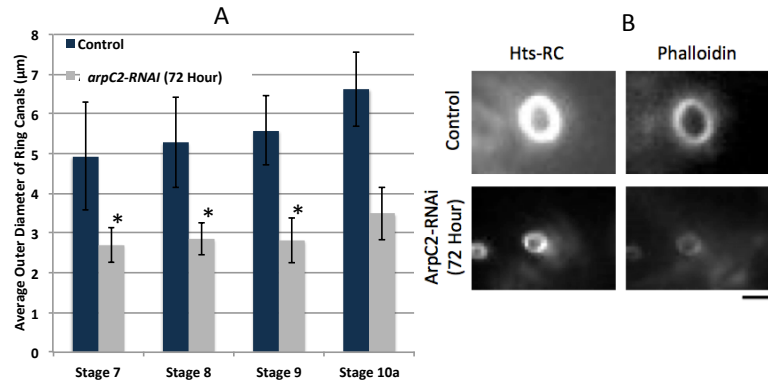 A
B
Average Outer Diameter of Ring Canals (µm)
8
7
6
5
4
3
2
1
0
Control
arpC2-RNAI (72 Hour)
*
*
*
Stage 7
Stage 8
Stage 9
Stage 10a
Hts-RC
Phalloidin
Control
ArpC2-RNAi
(72 Hour)